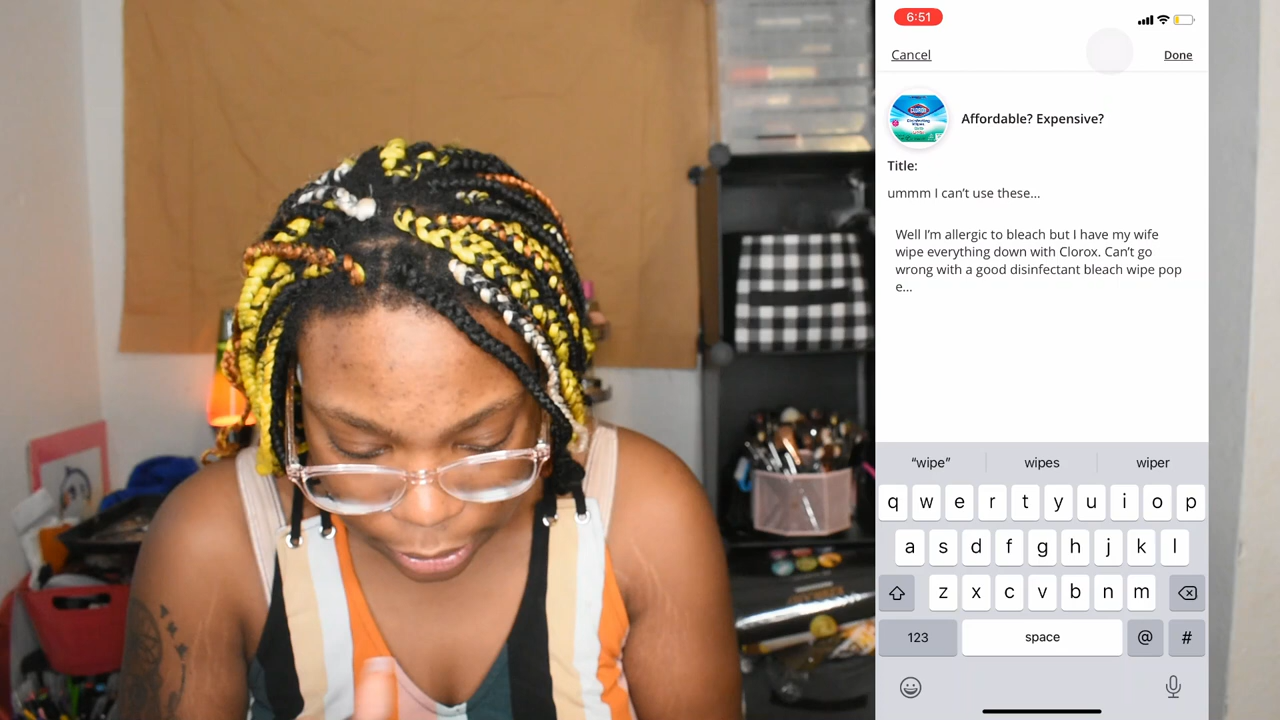 6:51
Cancel
Done
CLOROX
Affordable? Expensive?
Title:
ummm I can't use these...
Well I'm allergic to bleach but I have my wife
wipe everything down with Clorox. Can't go
wrong with a good disinfectant bleach wipe pop
e...
“wipe” wipes wiper
q w e r t y u i o p
a s d f g h j k l
z x c v b n m
123 space @ #